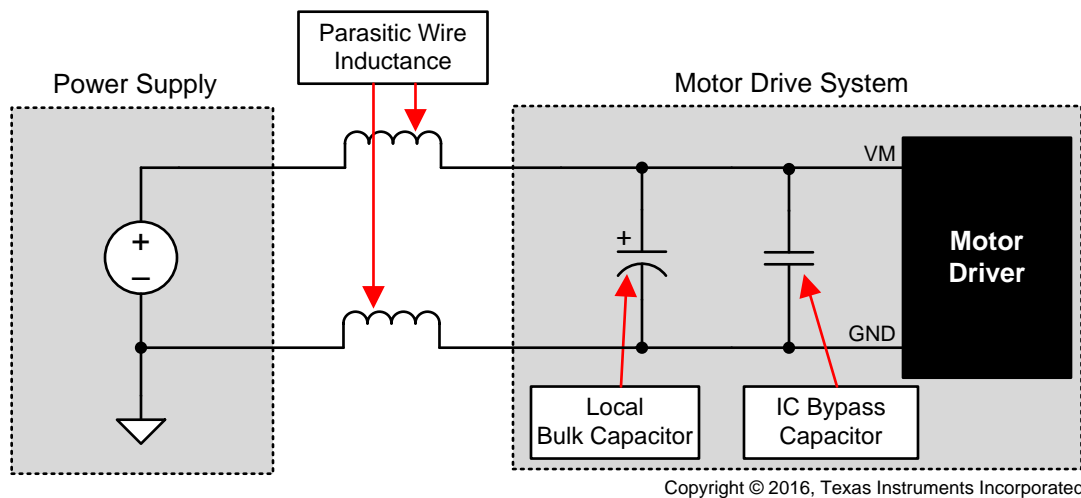 Parasitic Wire
Inductance
Power Supply
Motor Drive System
VM
+
−
+
Motor
Driver
GND
Local
Bulk Capacitor
IC Bypass
Capacitor
Copyright © 2016, Texas Instruments Incorporated